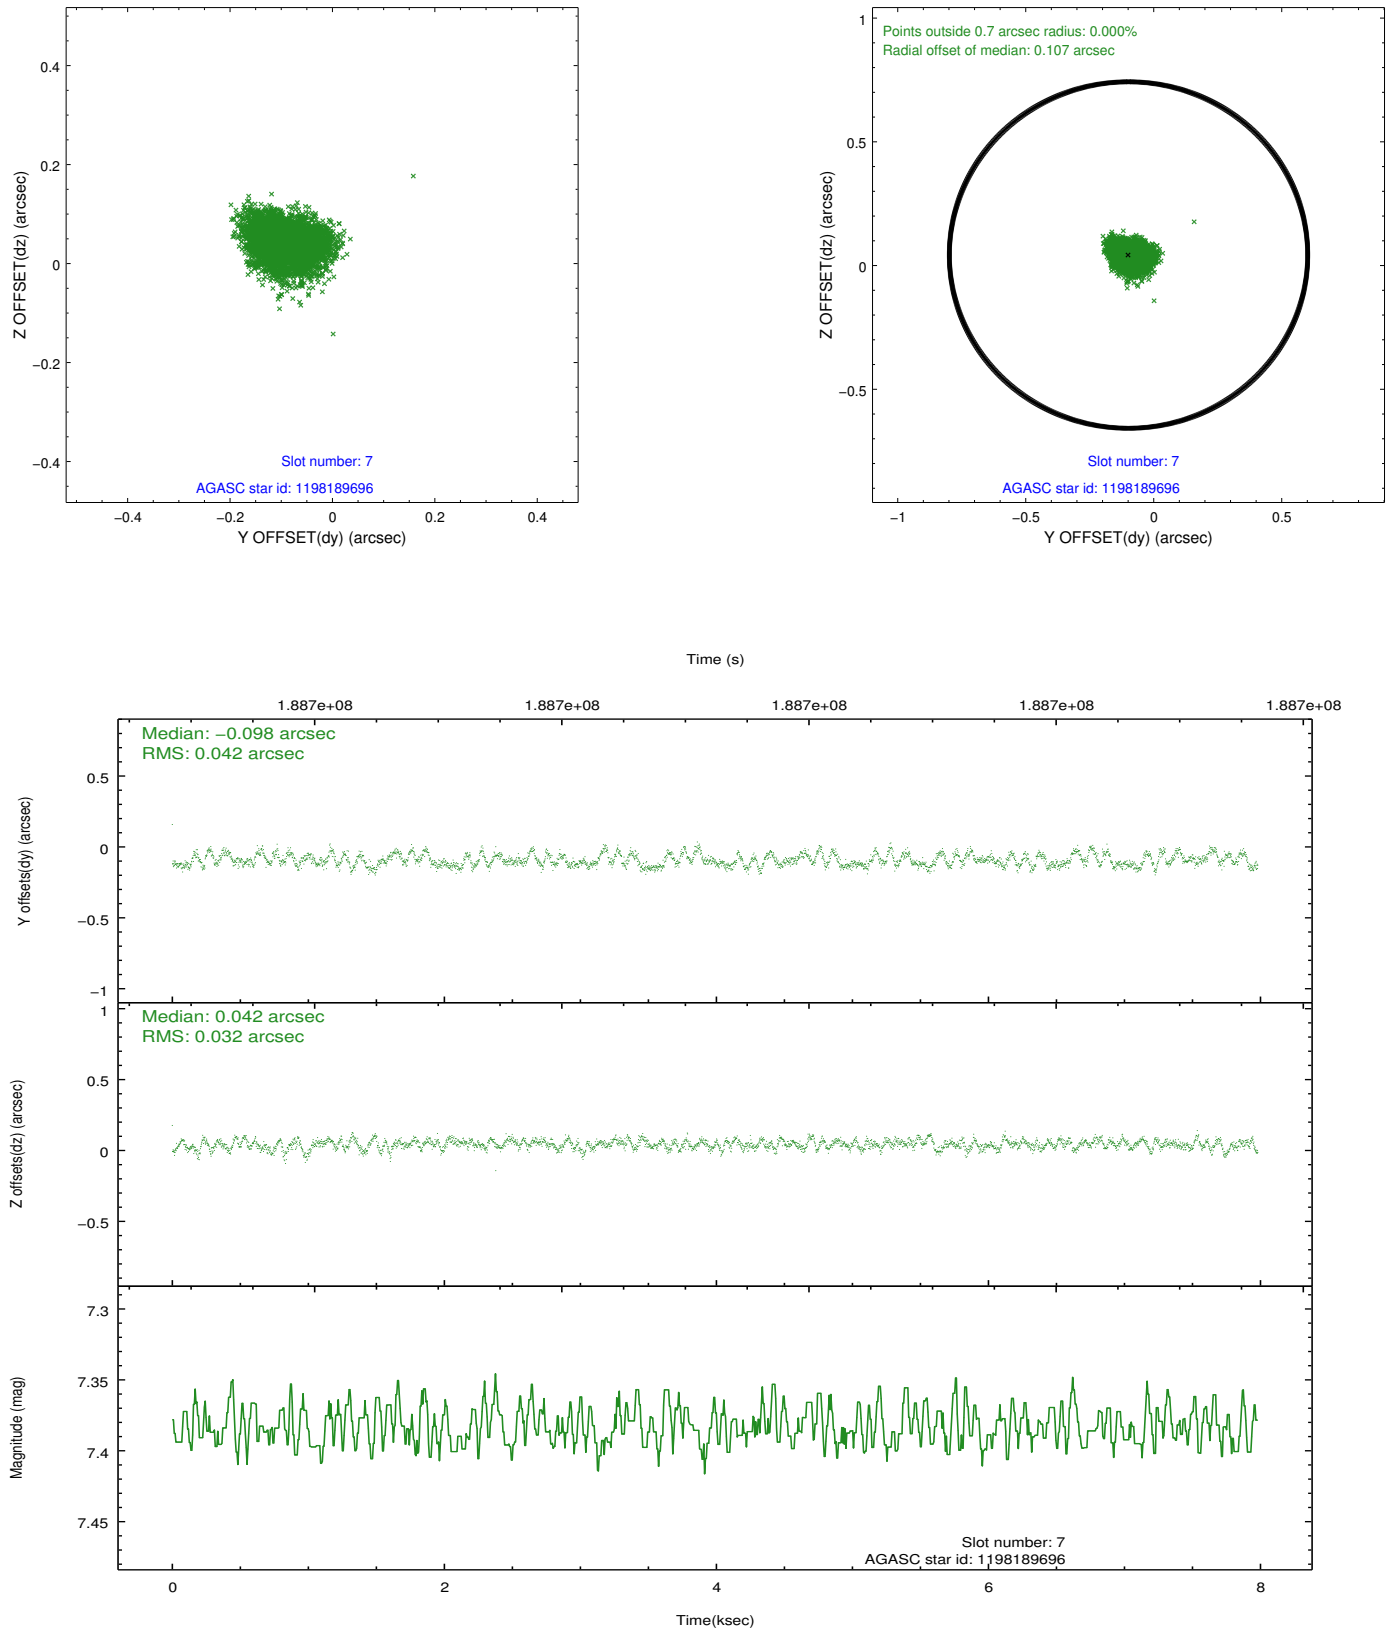 0.4
0.2
0
−0.2
−0.4
Z OFFSET(dz) (arcsec)
Slot number: 7
AGASC star id: 1198189696
−0.4
−0.2
0
0.2
0.4
Y OFFSET(dy) (arcsec)
Points outside 0.7 arcsec radius: 0.000%
Radial offset of median: 0.107 arcsec
1
0.5
0
−0.5
Z OFFSET(dz) (arcsec)
Slot number: 7
AGASC star id: 1198189696
−1
−0.5
0
0.5
Y OFFSET(dy) (arcsec)
Time (s)
1.887e+08
1.887e+08
1.887e+08
1.887e+08
1.887e+08
Median: −0.098 arcsec
RMS: 0.042 arcsec
0.5
0
−0.5
−1
Y offsets(dy) (arcsec)
Median: 0.042 arcsec
RMS: 0.032 arcsec
1
0.5
0
−0.5
Z offsets(dz) (arcsec)
7.3
7.35
7.4
7.45
Magnitude (mag)
Slot number: 7
AGASC star id: 1198189696
0
2
4
6
8
Time(ksec)